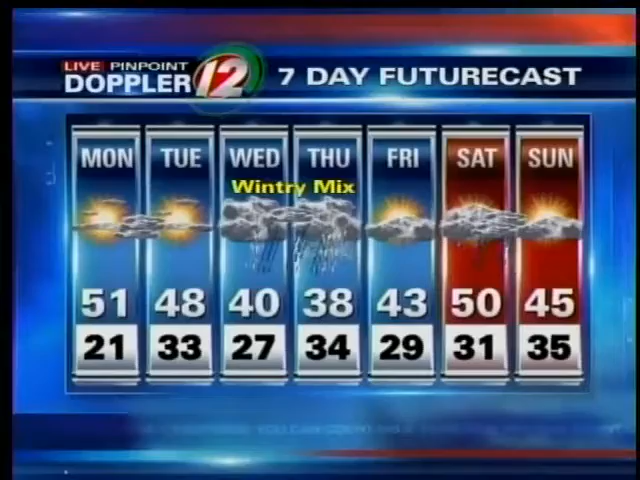 LIVE PINPOINT
DOPPLER 12
7 DAY FUTURECAST
MON TUE WED THU FRI SAT SUN
Wintry Mix
51 48 40 38 43 50 45
21 33 27 34 29 31 35